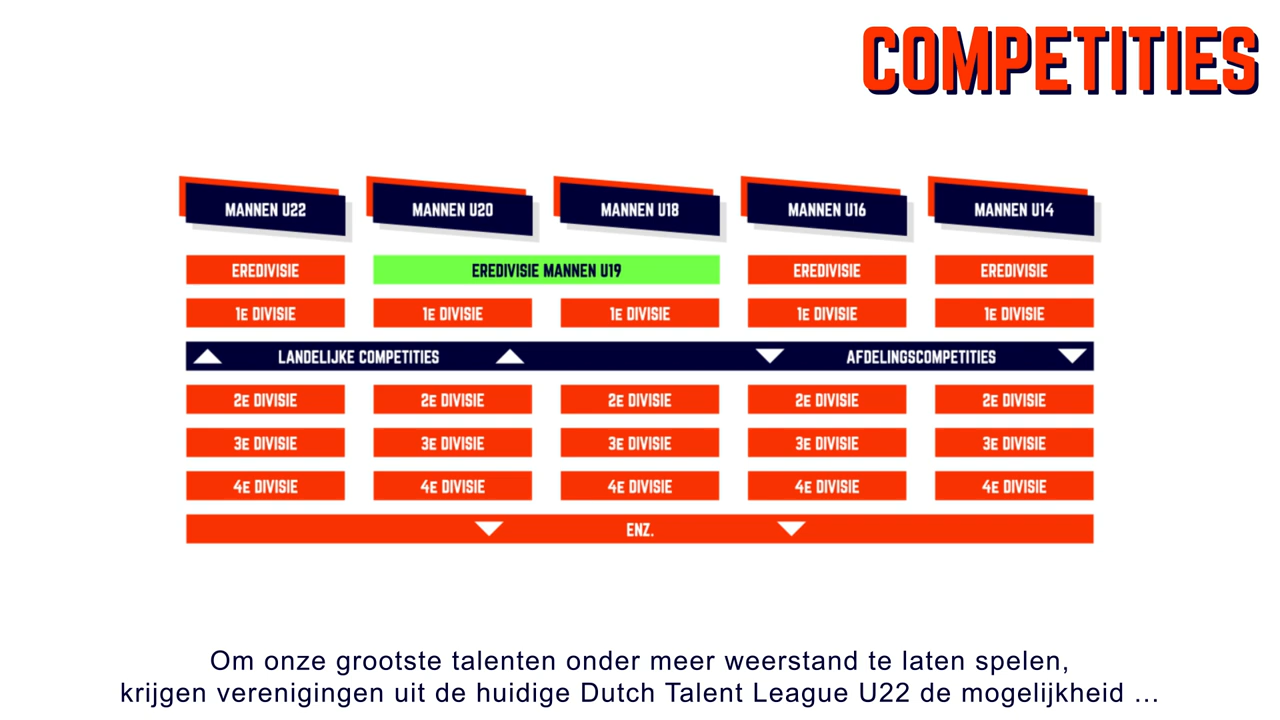 COMPETITIES
MANNEN U22 MANNEN U20 MANNEN U18 MANNEN U16 MANNEN U14
EREDIVISIE EREDIVISIE MANNEN U19 EREDIVISIE EREDIVISIE
1E DIVISIE 1E DIVISIE 1E DIVISIE 1E DIVISIE 1E DIVISIE
LANDELIJKE COMPETITIES AFDELINGSCOMPETITIES
2E DIVISIE 2E DIVISIE 2E DIVISIE 2E DIVISIE 2E DIVISIE
3E DIVISIE 3E DIVISIE 3E DIVISIE 3E DIVISIE 3E DIVISIE
4E DIVISIE 4E DIVISIE 4E DIVISIE 4E DIVISIE 4E DIVISIE
ENZ.
Om onze grootste talenten onder meer weerstand te laten spelen,
krijgen verenigingen uit de huidige Dutch Talent League U22 de mogelijkheid ...